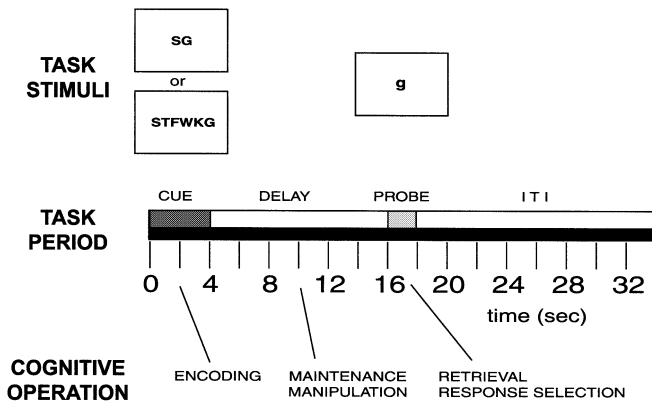 TASK
STIMULI
SG
or
STFWKG
g
TASK
PERIOD
CUE DELAY PROBE ITI
0 4 8 12 16 20 24 28 32
time (sec)
COGNITIVE
OPERATION
ENCODING
MAINTENANCE
MANIPULATION
RETRIEVAL
RESPONSE SELECTION